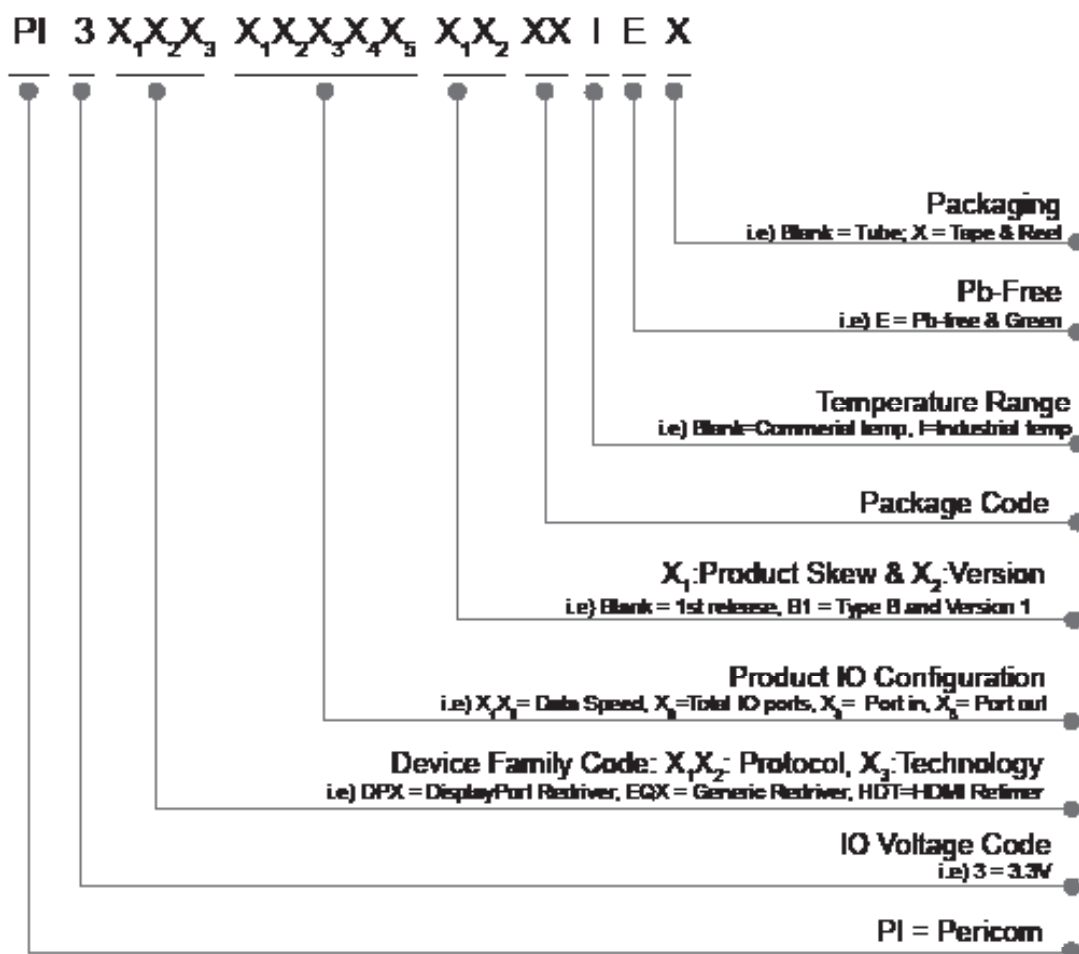 PI 3 X₁X₂X₃ X₁X₂X₃X₄X₅ X₁X₂ XX I E X
Packaging
i.e) Blank = Tube; X = Tape & Reel
Pb-Free
i.e) E = Pb-free & Green
Temperature Range
i.e) Blank=Commerial temp, I=Industrial temp
Package Code
X₁:Product Skew & X₂:Version
i.e) Blank = 1st release, B1 = Type B and Version 1
Product IO Configuration
i.e) X₁X₂= Data Speed, X₃=Total IO ports, X₄= Port in, X₅= Port out
Device Family Code: X₁X₂: Protocol, X₃:Technology
i.e) DPX = DisplayPort Redriver, EQX = Generic Redriver, HDT=HDMI Retimer
IO Voltage Code
i.e) 3 = 3.3V
PI = Pericom